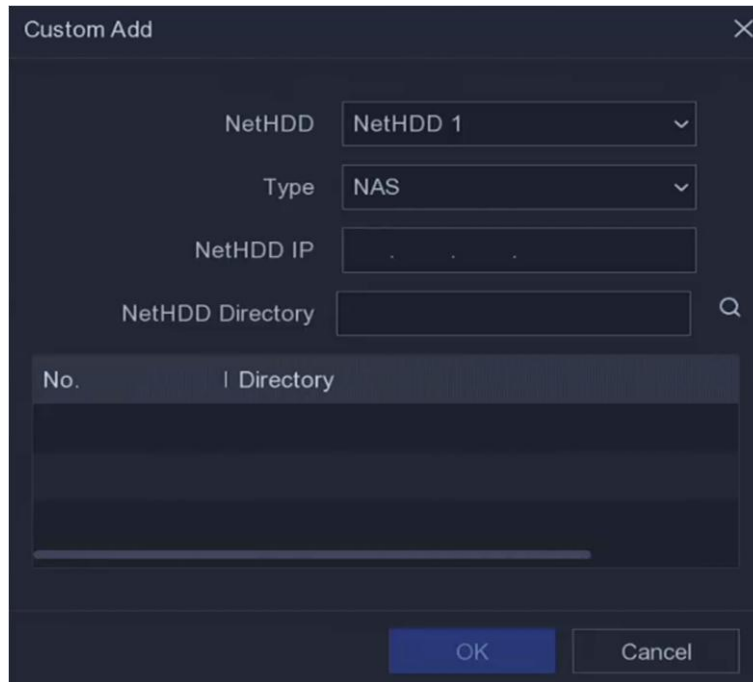 Custom Add
NetHDD NetHDD 1
Type NAS
NetHDD IP . . .
NetHDD Directory
No. Directory
OK Cancel